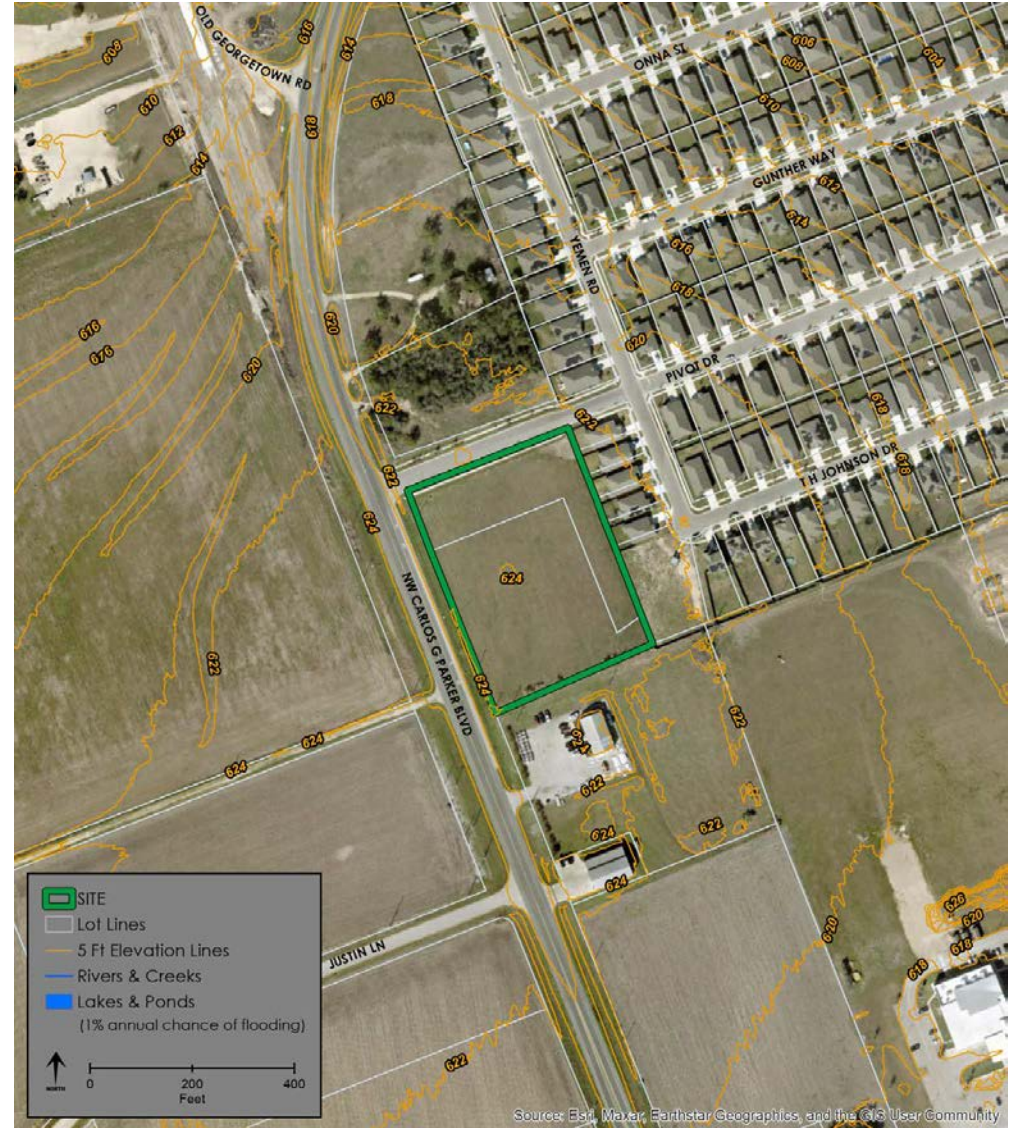 OLD GEORGETOWN RD
ONNA ST
GUNTHER WAY
YEMEN RD
PIVOT DR
T H JOHNSON DR
NW CARLOS G PARKER BLVD
JUSTIN LN
608
610
612
614
616
618
614
618
606
608
604
610
612
614
616
618
620
618
618
616
616
620
620
622
622
622
624
624
624
622
624
624
624
622
624
622
622
624
620
626
620
618
618
622
SITE
Lot Lines
5 Ft Elevation Lines
Rivers & Creeks
Lakes & Ponds
(1% annual chance of flooding)
NORTH
0 200 400
Feet
Source: Esri, Maxar, Earthstar Geographics, and the GIS User Community